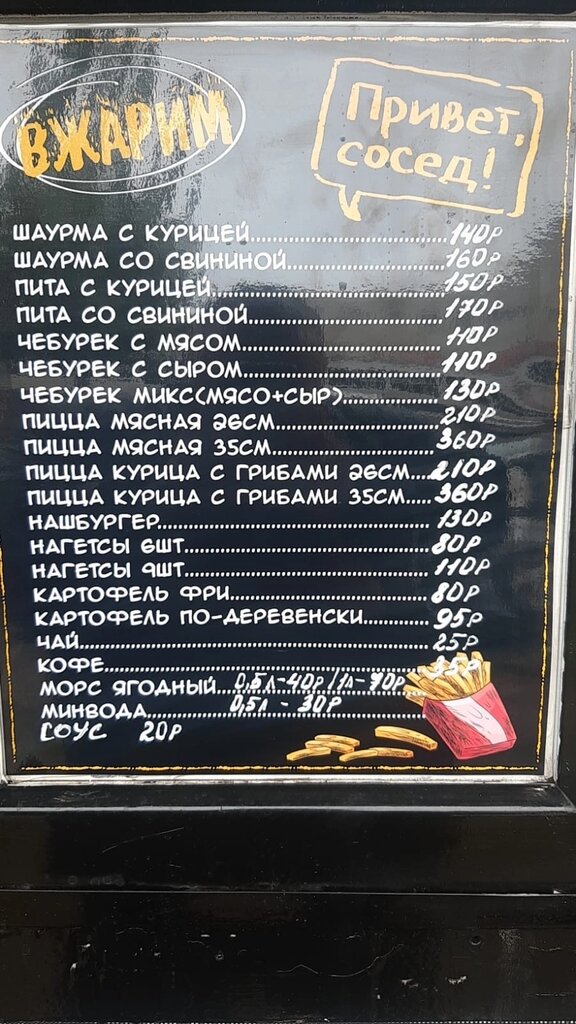 ВЖАРИМ
Привет,
сосед!
ШАУРМА С КУРИЦЕЙ 140Р
ШАУРМА СО СВИНИНОЙ 160Р
ПИТА С КУРИЦЕЙ 150Р
ПИТА СО СВИНИНОЙ 170Р
ЧЕБУРЕК С МЯСОМ 110Р
ЧЕБУРЕК С СЫРОМ 110Р
ЧЕБУРЕК МИКС(МЯСО+СЫР) 130Р
ПИЦЦА МЯСНАЯ 26СМ 210Р
ПИЦЦА МЯСНАЯ 35СМ 360Р
ПИЦЦА КУРИЦА С ГРИБАМИ 26СМ 210Р
ПИЦЦА КУРИЦА С ГРИБАМИ 35СМ 360Р
НАШБУРГЕР 130Р
НАГЕТСЫ 6ШТ 80Р
НАГЕТСЫ 9ШТ 110Р
КАРТОФЕЛЬ ФРИ 80Р
КАРТОФЕЛЬ ПО-ДЕРЕВЕНСКИ 95Р
ЧАЙ 25Р
КОФЕ
МОРС ЯГОДНЫЙ 0,5Л-40Р/1Л-70Р
МИНВОДА 0,5Л - 30Р
СОУС 20Р